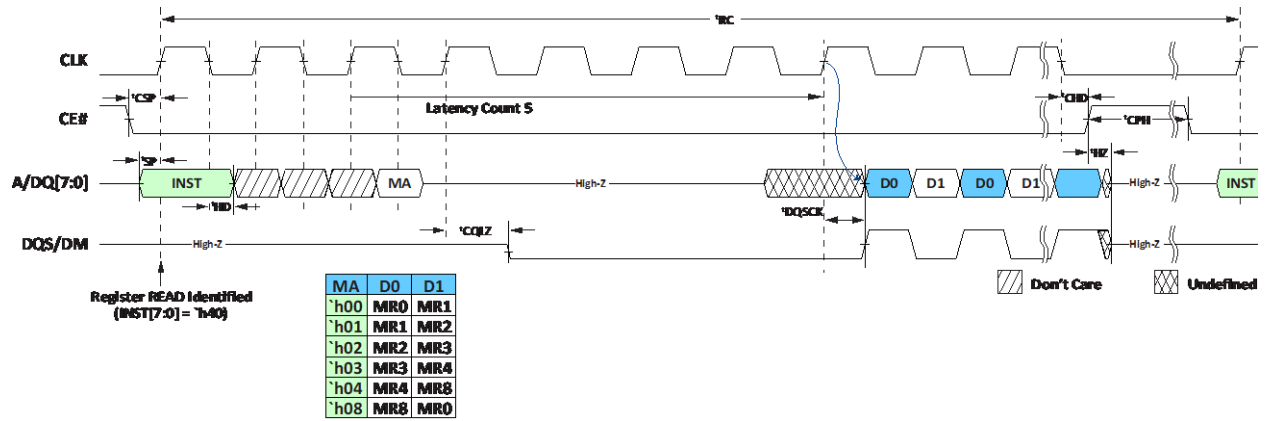 tRC
CLK
tCSP
Latency Count 5
tCHD
CE#
tCPH
tSP
tHZ
A/DQ[7:0]
INST
MA
High-Z
D0
D1
D0
D1
High-Z
INST
tHD
tDQSCK
tCQLZ
DQS/DM
High-Z
High-Z
Register READ Identified
(INST[7:0] = `h40)
Don't Care
Undefined
MA D0 D1
`h00 MR0 MR1
`h01 MR1 MR2
`h02 MR2 MR3
`h03 MR3 MR4
`h04 MR4 MR8
`h08 MR8 MR0